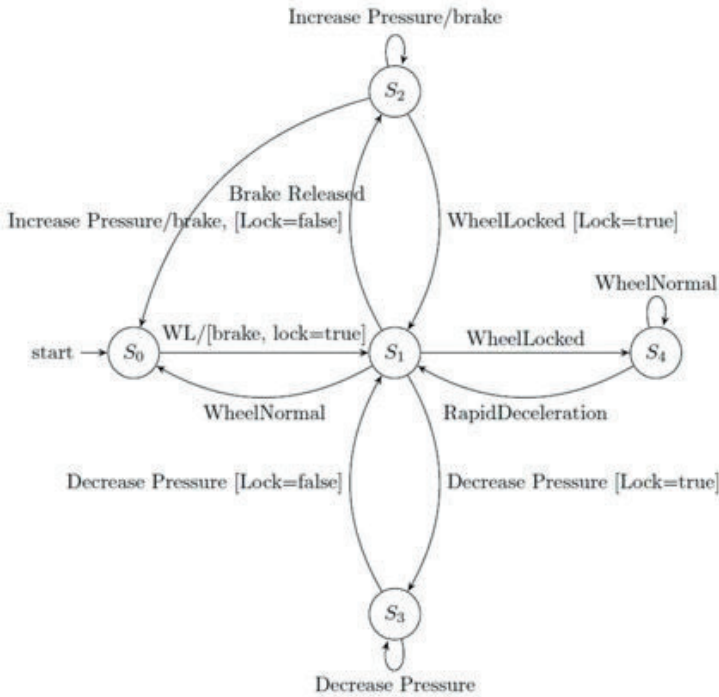 Increase Pressure/brake
S2
Brake Released
Increase Pressure/brake, [Lock=false]
WheelLocked [Lock=true]
WheelNormal
start
S0
WL/[brake, lock=true]
S1
WheelLocked
S4
WheelNormal
RapidDeceleration
Decrease Pressure [Lock=false]
Decrease Pressure [Lock=true]
S3
Decrease Pressure